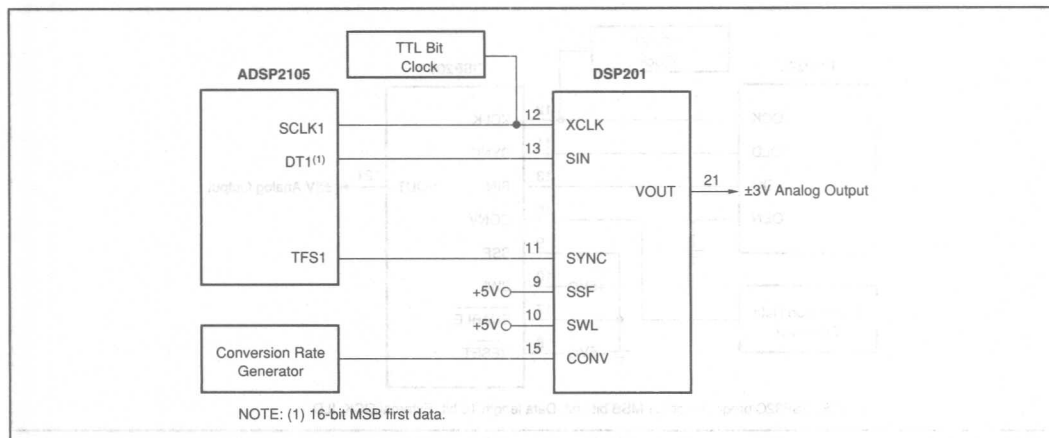 TTL Bit
Clock
ADSP2105
DSP201
SCLK1
12
XCLK
DT1(1)
13
SIN
VOUT
21
±3V Analog Output
TFS1
11
SYNC
+5V
9
SSF
+5V
10
SWL
Conversion Rate
Generator
15
CONV
NOTE: (1) 16-bit MSB first data.